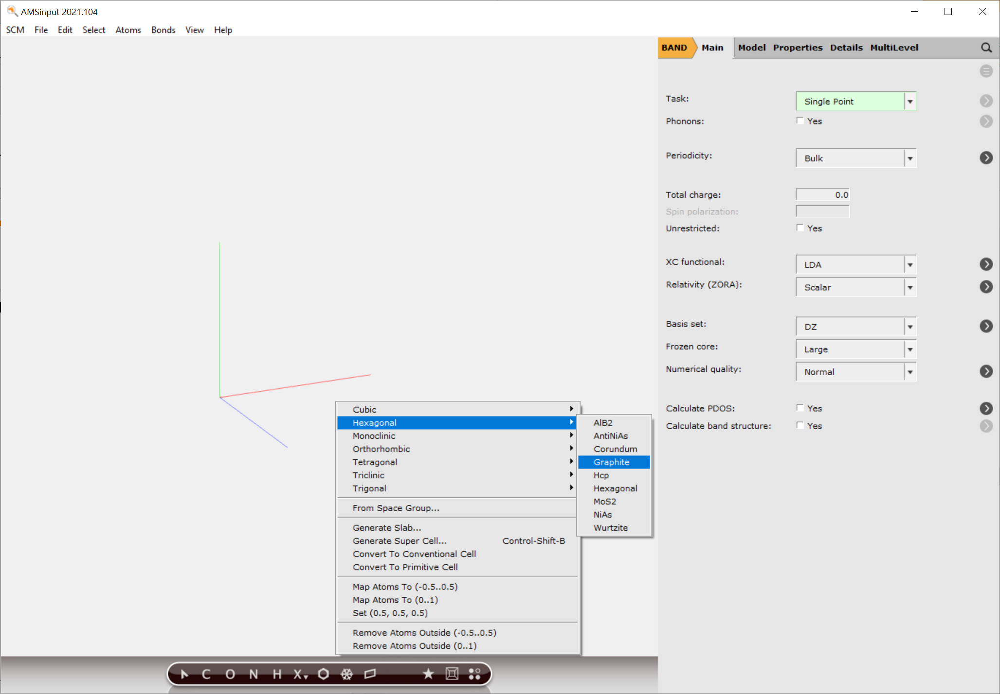 AMSinput 2021.104
SCM File Edit Select Atoms Bonds View Help
BAND Main Model Properties Details MultiLevel
Task: Single Point
Phonons: Yes
Periodicity: Bulk
Total charge: 0.0
Spin polarization:
Unrestricted: Yes
XC functional: LDA
Relativity (ZORA): Scalar
Basis set: DZ
Frozen core: Large
Numerical quality: Normal
Calculate PDOS: Yes
Calculate band structure: Yes
Cubic
Hexagonal
Monoclinic
Orthorhombic
Tetragonal
Triclinic
Trigonal
From Space Group...
Generate Slab...
Generate Super Cell... Control-Shift-B
Convert To Conventional Cell
Convert To Primitive Cell
Map Atoms To (-0.5..0.5)
Map Atoms To (0..1)
Set (0.5, 0.5, 0.5)
Remove Atoms Outside (-0.5..0.5)
Remove Atoms Outside (0..1)
AlB2
AntiNiAs
Corundum
Graphite
Hcp
Hexagonal
MoS2
NiAs
Wurtzite
C O N H X